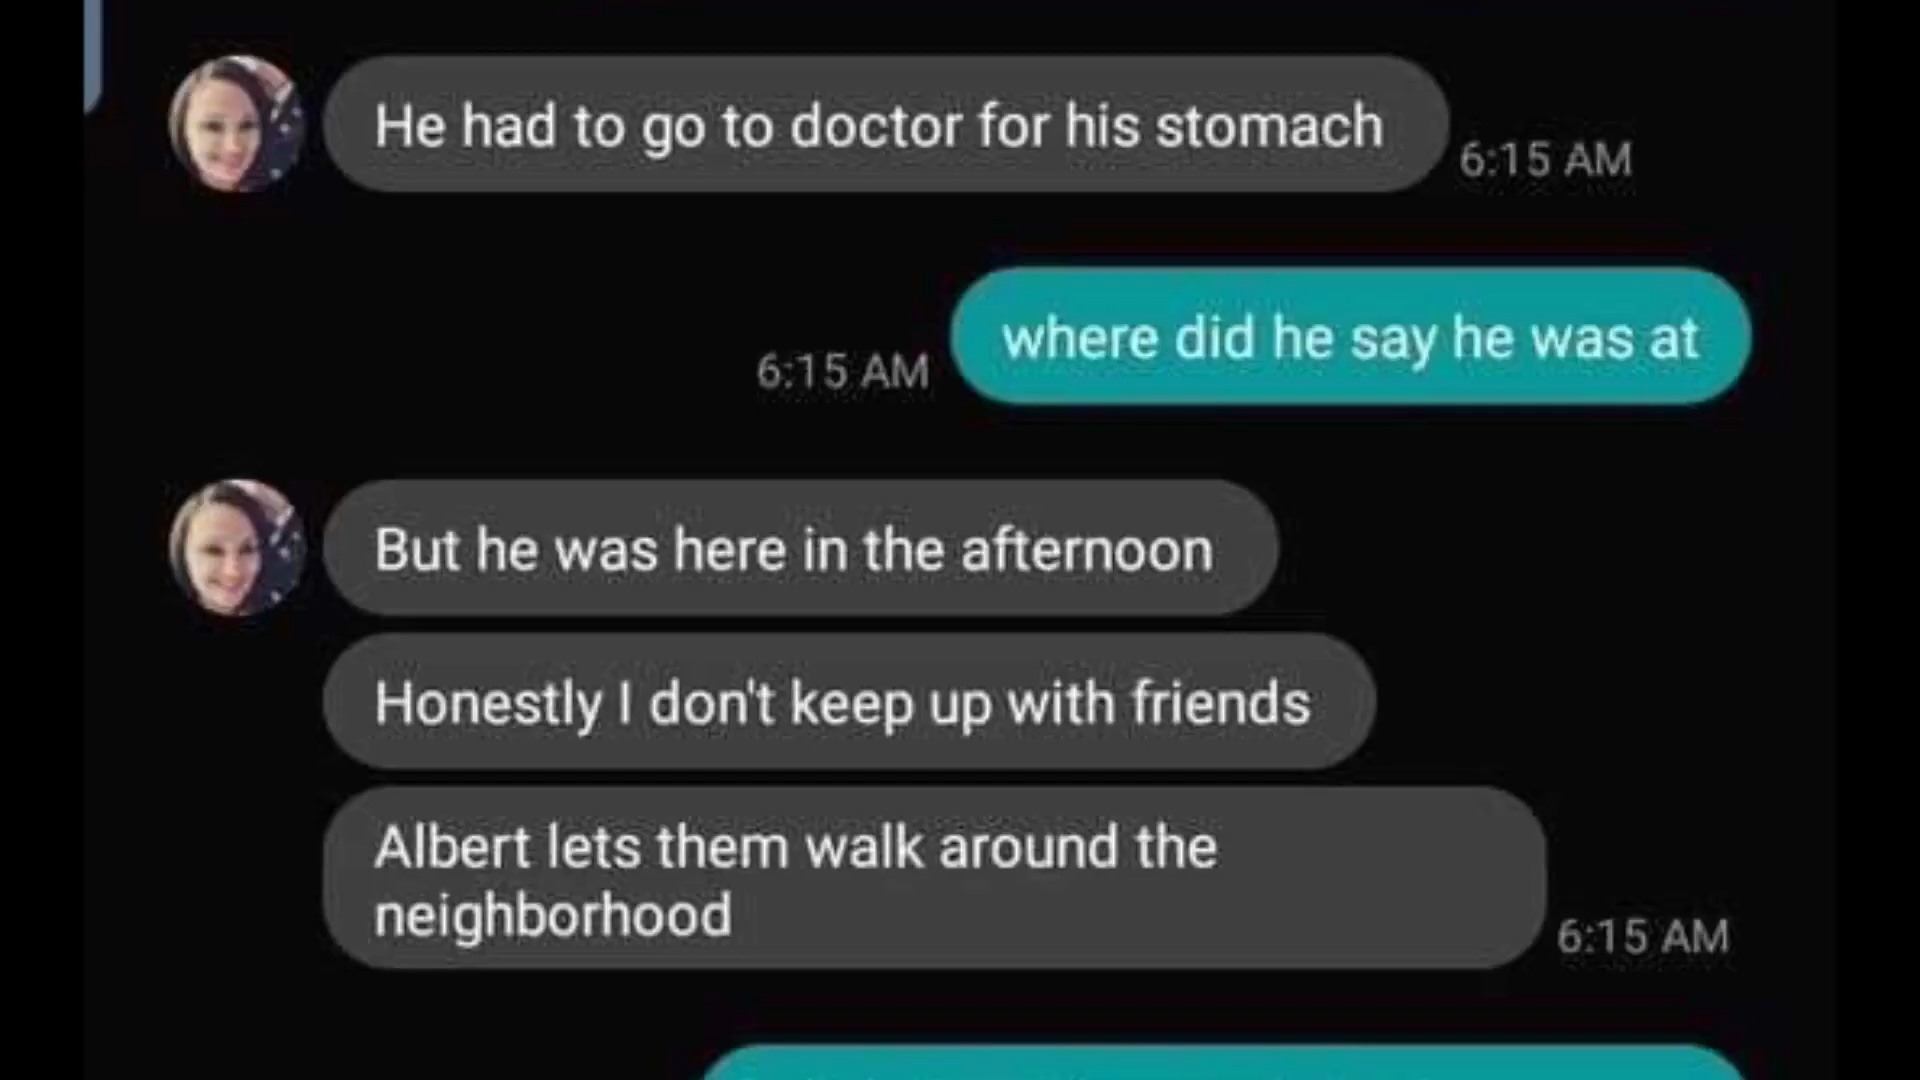 He had to go to doctor for his stomach
6:15 AM
where did he say he was at
6:15 AM
But he was here in the afternoon
Honestly I don't keep up with friends
Albert lets them walk around the
neighborhood
6:15 AM